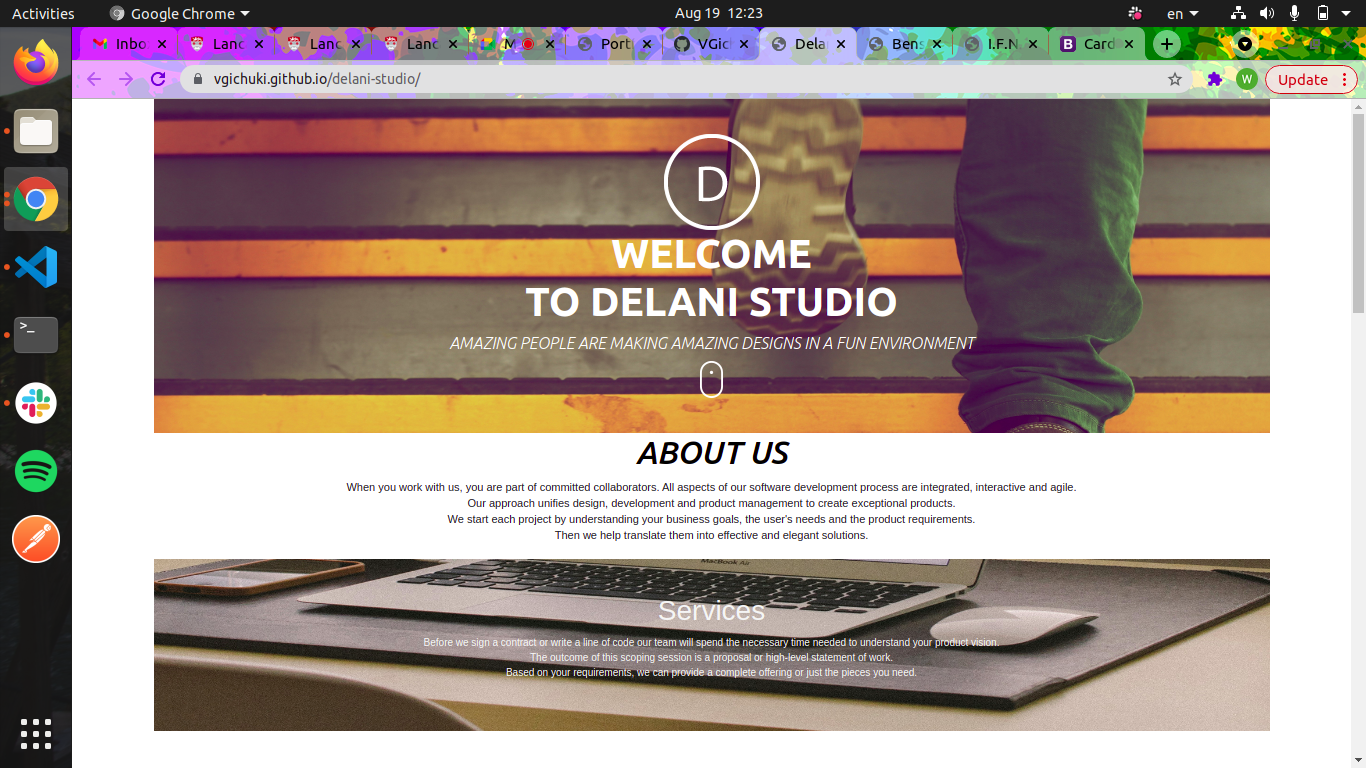 Activities
Google Chrome
Aug 19 12:23
en
Inbo
Land
Land
Land
M
Port
VGich
Dela
Bens
I.F.N
B
Card
vgichuki.github.io/delani-studio/
W
Update
D
WELCOME
TO DELANI STUDIO
AMAZING PEOPLE ARE MAKING AMAZING DESIGNS IN A FUN ENVIRONMENT
ABOUT US
When you work with us, you are part of committed collaborators. All aspects of our software development process are integrated, interactive and agile.
Our approach unifies design, development and product management to create exceptional products.
We start each project by understanding your business goals, the user's needs and the product requirements.
Then we help translate them into effective and elegant solutions.
MacBook Air
Services
Before we sign a contract or write a line of code our team will spend the necessary time needed to understand your product vision.
The outcome of this scoping session is a proposal or high-level statement of work.
Based on your requirements, we can provide a complete offering or just the pieces you need.